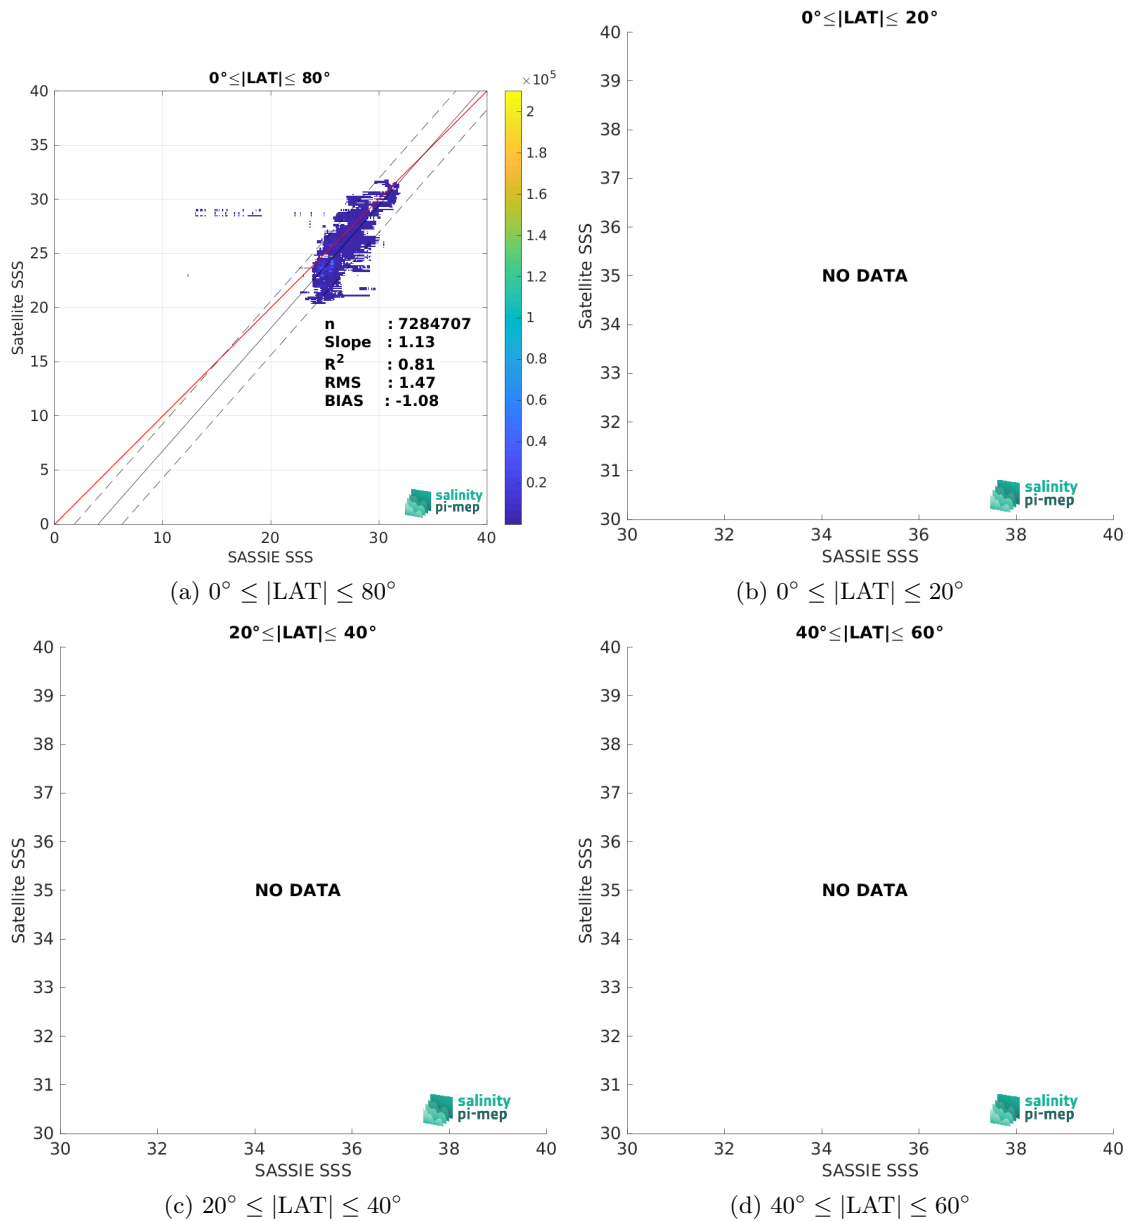 0°≤|LAT|≤ 80°
×10^5
40
35
30
25
20
15
10
5
0
Satellite SSS
n : 7284707
Slope : 1.13
R^2 : 0.81
RMS : 1.47
BIAS : -1.08
salinity
pi-mep
0 10 20 30 40
SASSIE SSS
2
1.8
1.6
1.4
1.2
1
0.8
0.6
0.4
0.2
(a) 0° ≤ |LAT| ≤ 80°
0°≤|LAT|≤ 20°
40
39
38
37
36
35
34
33
32
31
30
Satellite SSS
NO DATA
salinity
pi-mep
30 32 34 36 38 40
SASSIE SSS
(b) 0° ≤ |LAT| ≤ 20°
20°≤|LAT|≤ 40°
40
39
38
37
36
35
34
33
32
31
30
Satellite SSS
NO DATA
salinity
pi-mep
30 32 34 36 38 40
SASSIE SSS
(c) 20° ≤ |LAT| ≤ 40°
40°≤|LAT|≤ 60°
40
39
38
37
36
35
34
33
32
31
30
Satellite SSS
NO DATA
salinity
pi-mep
30 32 34 36 38 40
SASSIE SSS
(d) 40° ≤ |LAT| ≤ 60°